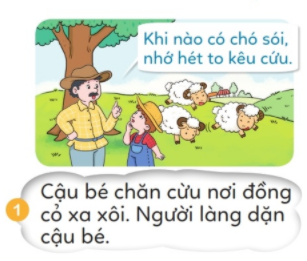 Khi nào có chó sói,
nhớ hét to kêu cứu.
1
Cậu bé chăn cừu nơi đồng
cỏ xa xôi. Người làng dặn
cậu bé.